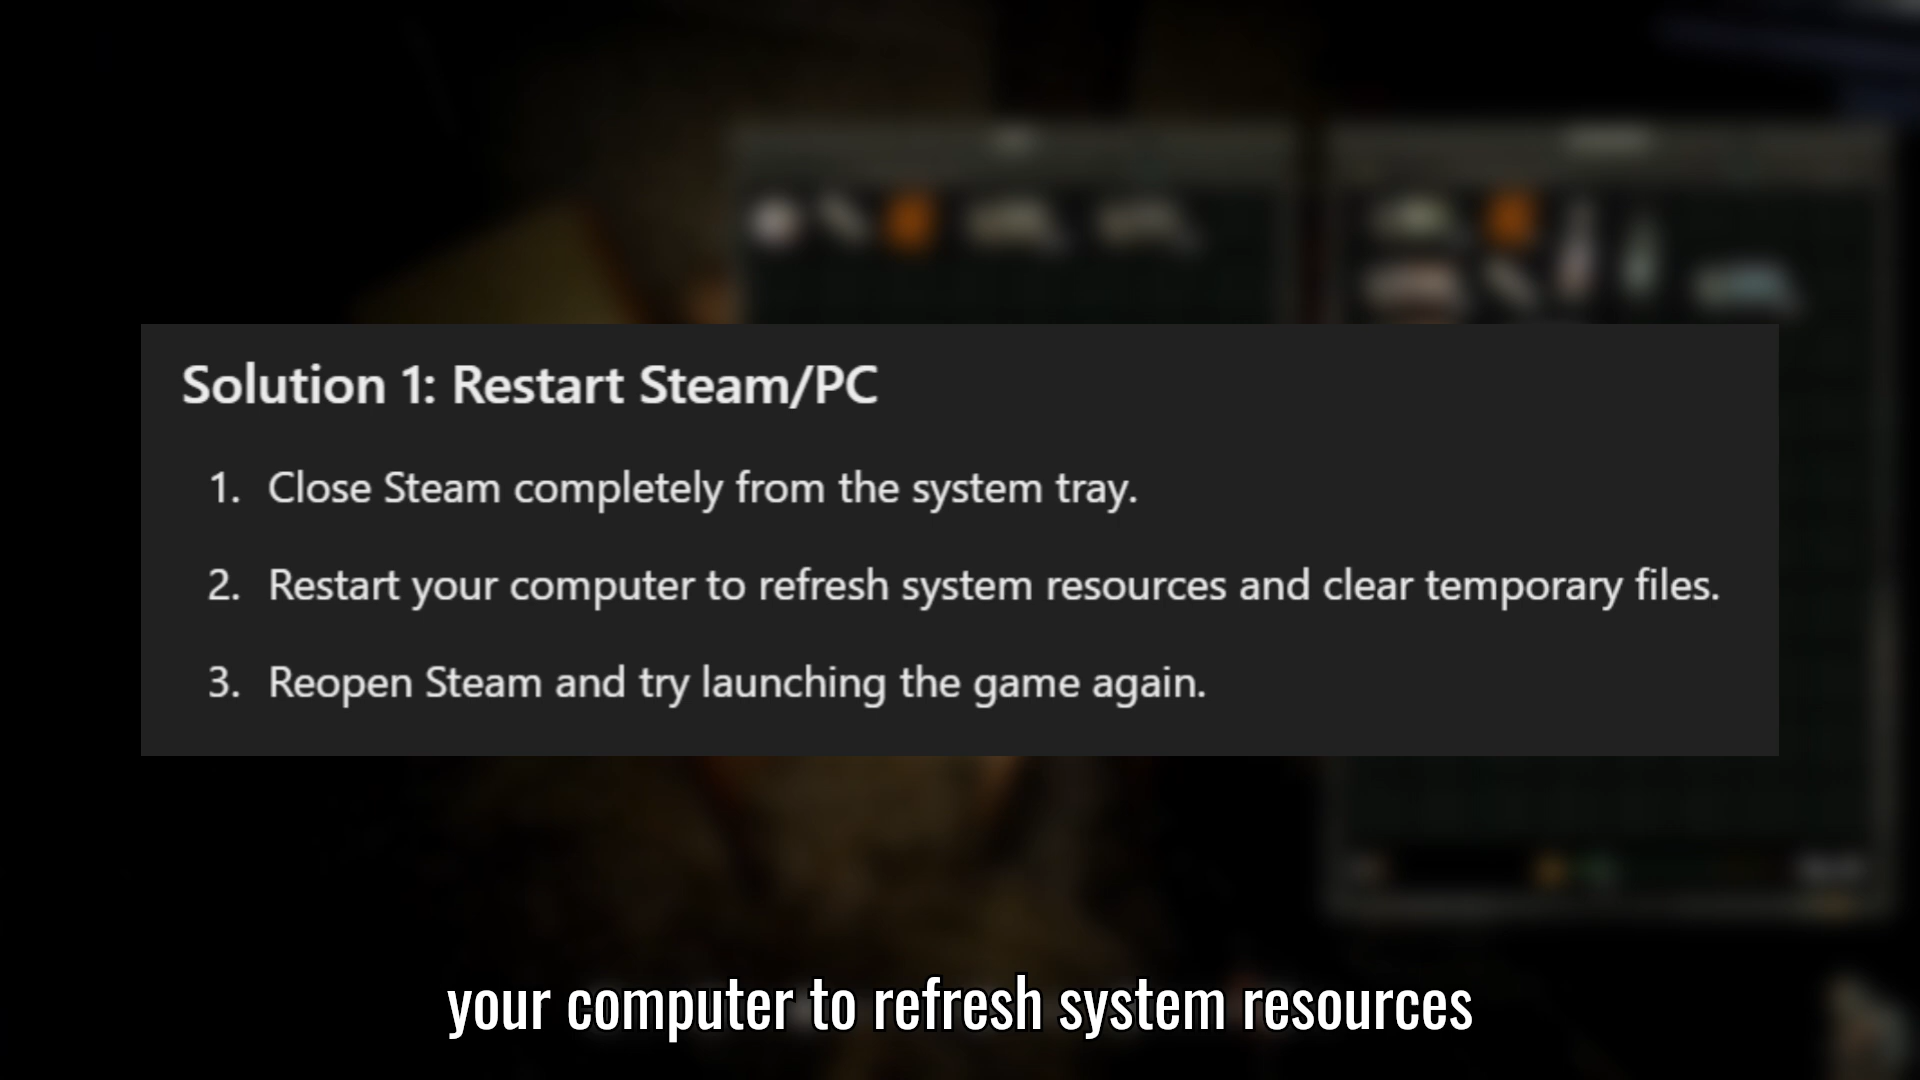 Solution 1: Restart Steam/PC
1. Close Steam completely from the system tray.
2. Restart your computer to refresh system resources and clear temporary files.
3. Reopen Steam and try launching the game again.
your computer to refresh system resources